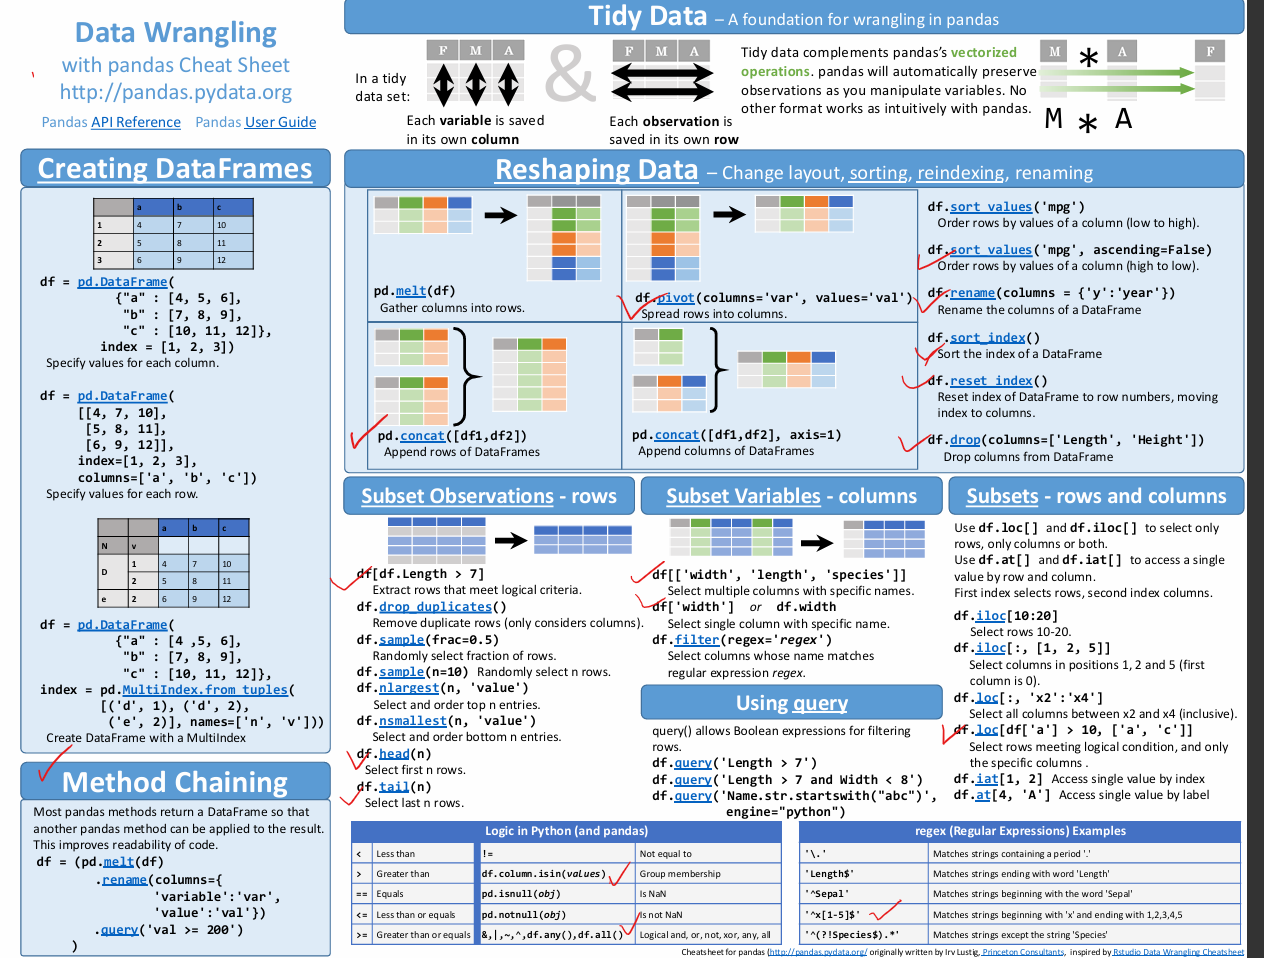 Data Wrangling
with pandas Cheat Sheet
http://pandas.pydata.org
Pandas API Reference Pandas User Guide
Tidy Data – A foundation for wrangling in pandas
In a tidy
data set:
F M A
Each variable is saved
in its own column
&
F M A
Each observation is
saved in its own row
Tidy data complements pandas’s vectorized
operations. pandas will automatically preserve
observations as you manipulate variables. No
other format works as intuitively with pandas.
M * A F
M * A
Creating DataFrames
a b c
1 4 7 10
2 5 8 11
3 6 9 12
df = pd.DataFrame(
{"a" : [4, 5, 6],
"b" : [7, 8, 9],
"c" : [10, 11, 12]},
index = [1, 2, 3])
Specify values for each column.
df = pd.DataFrame(
[[4, 7, 10],
[5, 8, 11],
[6, 9, 12]],
index=[1, 2, 3],
columns=['a', 'b', 'c'])
Specify values for each row.
a b c
N v
D 1 4 7 10
2 5 8 11
e 2 6 9 12
df = pd.DataFrame(
{"a" : [4 ,5, 6],
"b" : [7, 8, 9],
"c" : [10, 11, 12]},
index = pd.MultiIndex.from_tuples(
[('d', 1), ('d', 2),
('e', 2)], names=['n', 'v']))
Create DataFrame with a MultiIndex
Method Chaining
Most pandas methods return a DataFrame so that
another pandas method can be applied to the result.
This improves readability of code.
df = (pd.melt(df)
.rename(columns={
'variable':'var',
'value':'val'})
.query('val >= 200')
)
Reshaping Data – Change layout, sorting, reindexing, renaming
pd.melt(df)
Gather columns into rows.
df.pivot(columns='var', values='val')
Spread rows into columns.
pd.concat([df1,df2])
Append rows of DataFrames
pd.concat([df1,df2], axis=1)
Append columns of DataFrames
df.sort_values('mpg')
Order rows by values of a column (low to high).
df.sort_values('mpg', ascending=False)
Order rows by values of a column (high to low).
df.rename(columns = {'y':'year'})
Rename the columns of a DataFrame
df.sort_index()
Sort the index of a DataFrame
df.reset_index()
Reset index of DataFrame to row numbers, moving
index to columns.
df.drop(columns=['Length', 'Height'])
Drop columns from DataFrame
Subset Observations - rows
df[df.Length > 7]
Extract rows that meet logical criteria.
df.drop_duplicates()
Remove duplicate rows (only considers columns).
df.sample(frac=0.5)
Randomly select fraction of rows.
df.sample(n=10) Randomly select n rows.
df.nlargest(n, 'value')
Select and order top n entries.
df.nsmallest(n, 'value')
Select and order bottom n entries.
df.head(n)
Select first n rows.
df.tail(n)
Select last n rows.
Subset Variables - columns
df[['width', 'length', 'species']]
Select multiple columns with specific names.
df['width'] or df.width
Select single column with specific name.
df.filter(regex='regex')
Select columns whose name matches
regular expression regex.
Using query
query() allows Boolean expressions for filtering
rows.
df.query('Length > 7')
df.query('Length > 7 and Width < 8')
df.query('Name.str.startswith("abc")',
engine="python")
Subsets - rows and columns
Use df.loc[] and df.iloc[] to select only
rows, only columns or both.
Use df.at[] and df.iat[] to access a single
value by row and column.
First index selects rows, second index columns.
df.iloc[10:20]
Select rows 10-20.
df.iloc[:, [1, 2, 5]]
Select columns in positions 1, 2 and 5 (first
column is 0).
df.loc[:, 'x2':'x4']
Select all columns between x2 and x4 (inclusive).
df.loc[df['a'] > 10, ['a', 'c']]
Select rows meeting logical condition, and only
the specific columns .
df.iat[1, 2] Access single value by index
df.at[4, 'A'] Access single value by label
Logic in Python (and pandas)
< Less than != Not equal to
> Greater than df.column.isin(values) Group membership
== Equals pd.isnull(obj) Is NaN
<= Less than or equals pd.notnull(obj) Is not NaN
>= Greater than or equals &,|,~,^,df.any(),df.all() Logical and, or, not, xor, any, all
regex (Regular Expressions) Examples
'\.' Matches strings containing a period '.'
'Length$' Matches strings ending with word 'Length'
'^Sepal' Matches strings beginning with the word 'Sepal'
'^x[1-5]$' Matches strings beginning with 'x' and ending with 1,2,3,4,5
'^(?!Species$).*' Matches strings except the string 'Species'
Cheatsheet for pandas (http://pandas.pydata.org/ originally written by Irv Lustig, Princeton Consultants, inspired by Rstudio Data Wrangling Cheatsheet